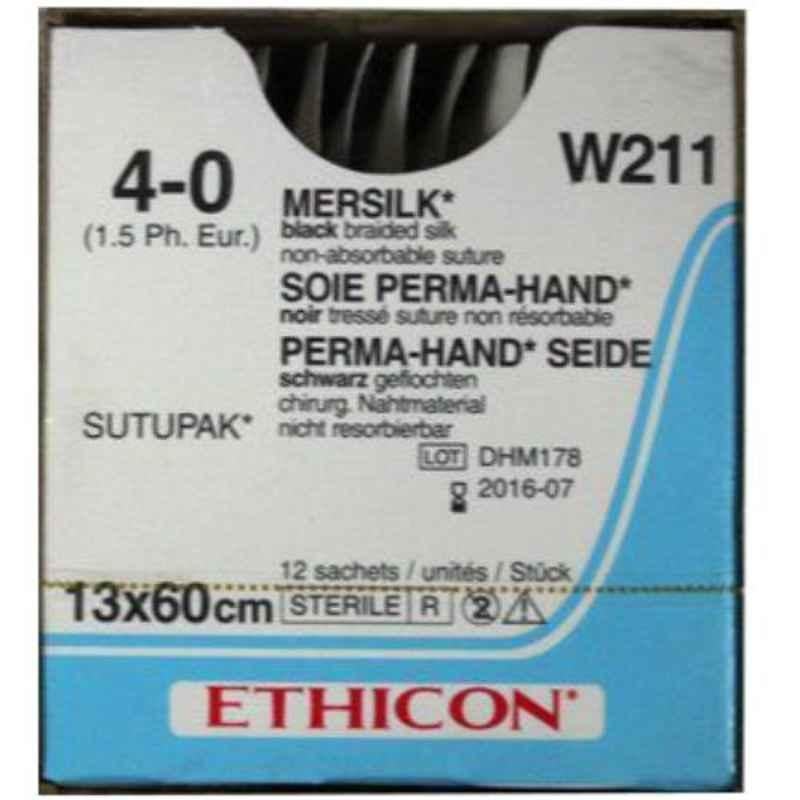 4-0
(1.5 Ph. Eur.)
W211
MERSILK*
black braided silk
non-absorbable suture
SOIE PERMA-HAND*
noir tressé suture non résorbable
PERMA-HAND* SEIDE
schwarz geflochten
chirurg. Nahtmaterial
nicht resorbierbar
SUTUPAK*
LOT DHM178
2016-07
12 sachets / unités / Stück
13x60cm STERILE R 2
ETHICON*